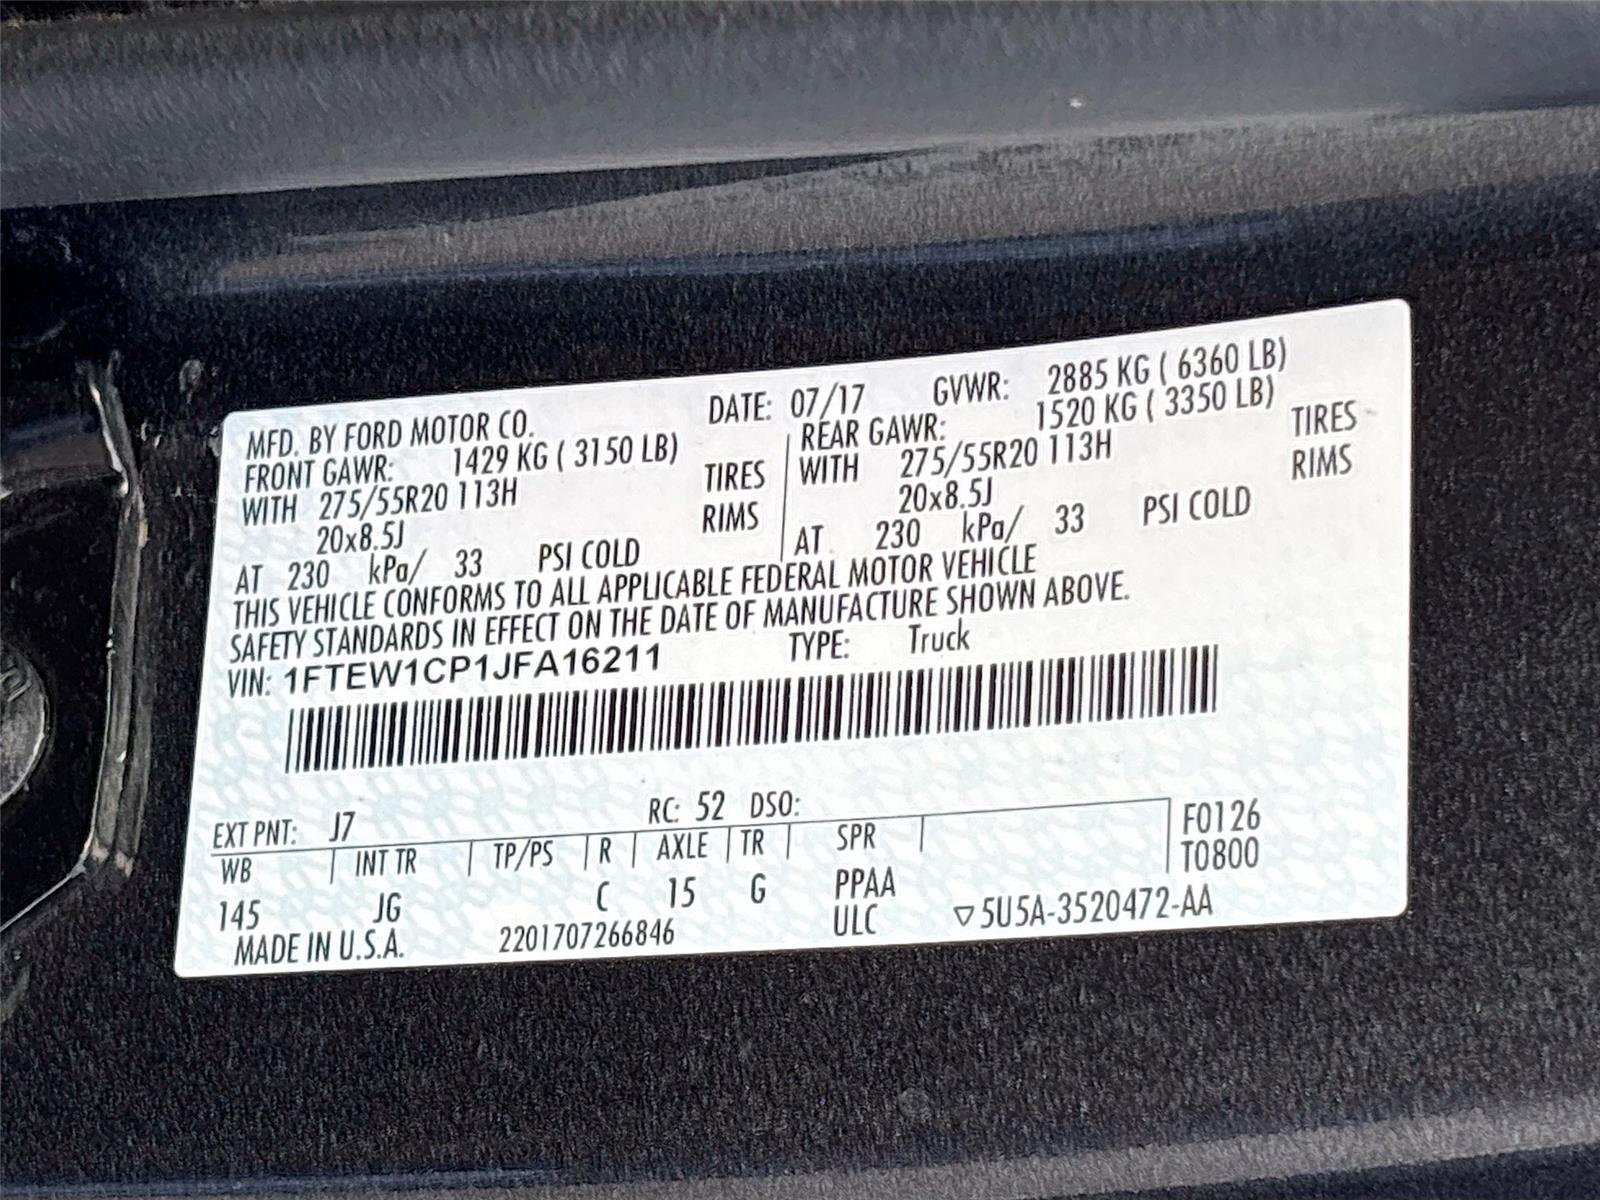 MFD. BY FORD MOTOR CO. DATE: 07/17 GVWR: 2885 KG ( 6360 LB)
FRONT GAWR: 1429 KG ( 3150 LB) REAR GAWR: 1520 KG ( 3350 LB)
WITH 275/55R20 113H TIRES WITH 275/55R20 113H TIRES
20x8.5J RIMS 20x8.5J RIMS
AT 230 kPa/ 33 PSI COLD AT 230 kPa/ 33 PSI COLD
THIS VEHICLE CONFORMS TO ALL APPLICABLE FEDERAL MOTOR VEHICLE
SAFETY STANDARDS IN EFFECT ON THE DATE OF MANUFACTURE SHOWN ABOVE.
VIN: 1FTEW1CP1JFA16211 TYPE: Truck
EXT PNT: J7 RC: 52 DSO:
WB INT TR TP/PS R AXLE TR SPR F0126
T0800
145 JG C 15 G PPAA
MADE IN U.S.A. 2201707266846 ULC ▽5U5A-3520472-AA